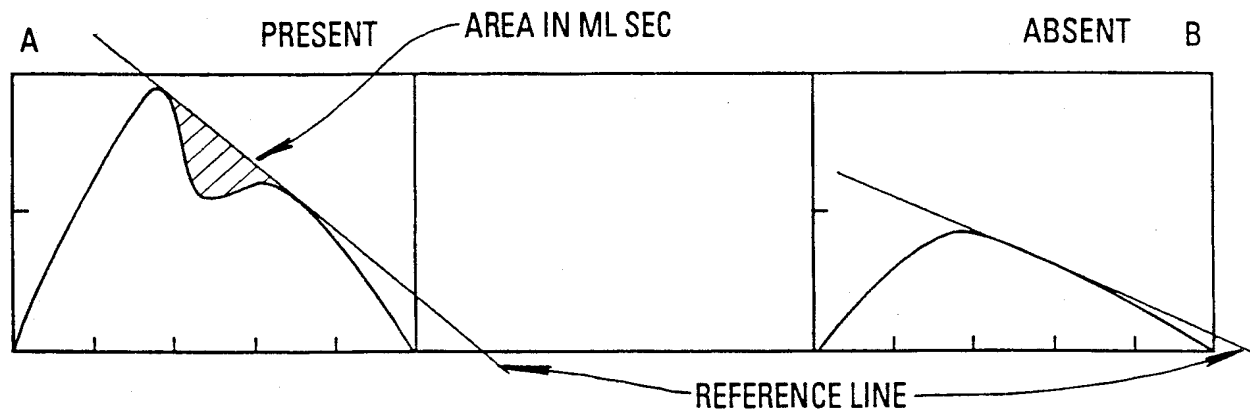 A
PRESENT
AREA IN ML SEC
ABSENT
B
REFERENCE LINE